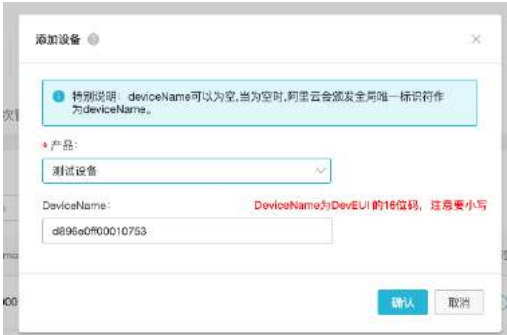 添加设备
特别说明：deviceName可以为空,当为空时,阿里云会颁发全局唯一标识符作
为deviceName。
* 产品：
测试设备
DeviceName：
DeviceName为DevEUI 的16位码，注意要小写
d896e0ff00010753
确认
取消